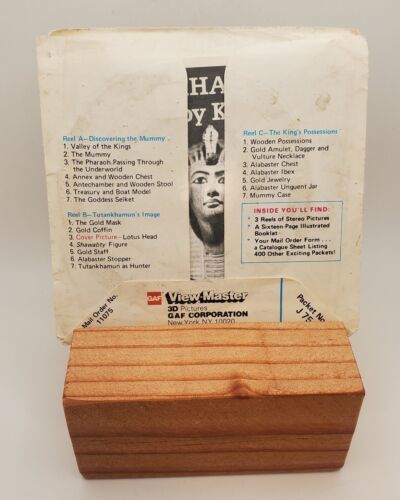 HA
oy K
Reel A—Discovering the Mummy
1. Valley of the Kings
2. The Mummy
3. The Pharaoh Passing Through
the Underworld
4. Annex and Wooden Chest
5. Antechamber and Wooden Stool
6. Treasury and Boat Model
7. The Goddess Selket
Reel B—Tutankhamun's Image
1. The Gold Mask
2. Gold Coffin
3. Cover Picture—Lotus Head
4. Shawabty Figure
5. Gold Staff
6. Alabaster Stopper
7. Tutankhamun as Hunter
Reel C—The King's Possessions
1. Wooden Possessions
2. Gold Amulet, Dagger and
Vulture Necklace
3. Alabaster Chest
4. Alabaster Ibex
5. Gold Jewelry
6. Alabaster Unguent Jar
7. Mummy Case
INSIDE YOU'LL FIND:
• 3 Reels of Stereo Pictures
• A Sixteen-Page Illustrated
Booklet
• Your Mail Order Form . . .
a Catalogue Sheet Listing
400 Other Exciting Packets!
Mail Order No.
11075
GAF View-Master
3D Pictures
GAF CORPORATION
New York, NY 10020
Packet No
J 75